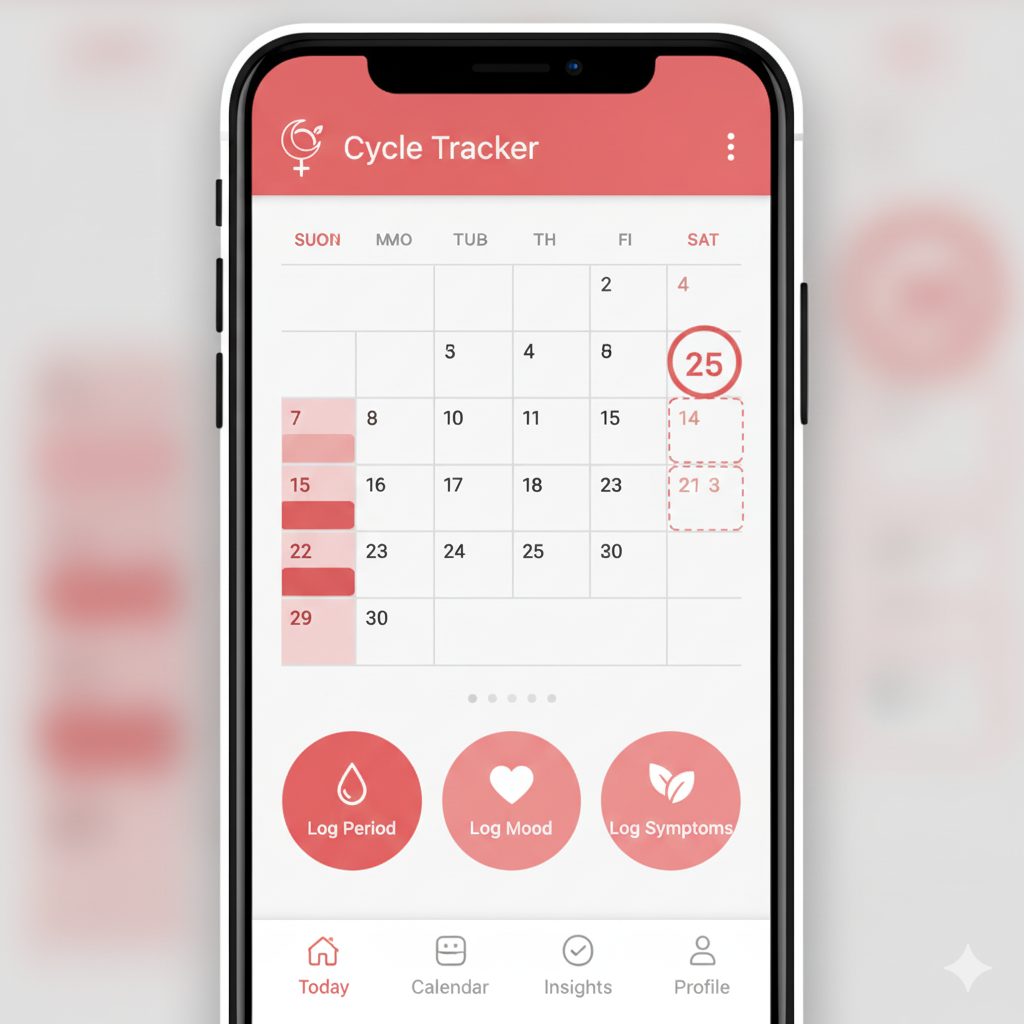 Cycle Tracker
SUON MMO TUB TH FI SAT
2 4
3 4 6 25
7 8 10 11 15 14
15 16 17 18 23 21 3
22 23 24 25 30
29 30
Log Period Log Mood Log Symptoms
Today Calendar Insights Profile